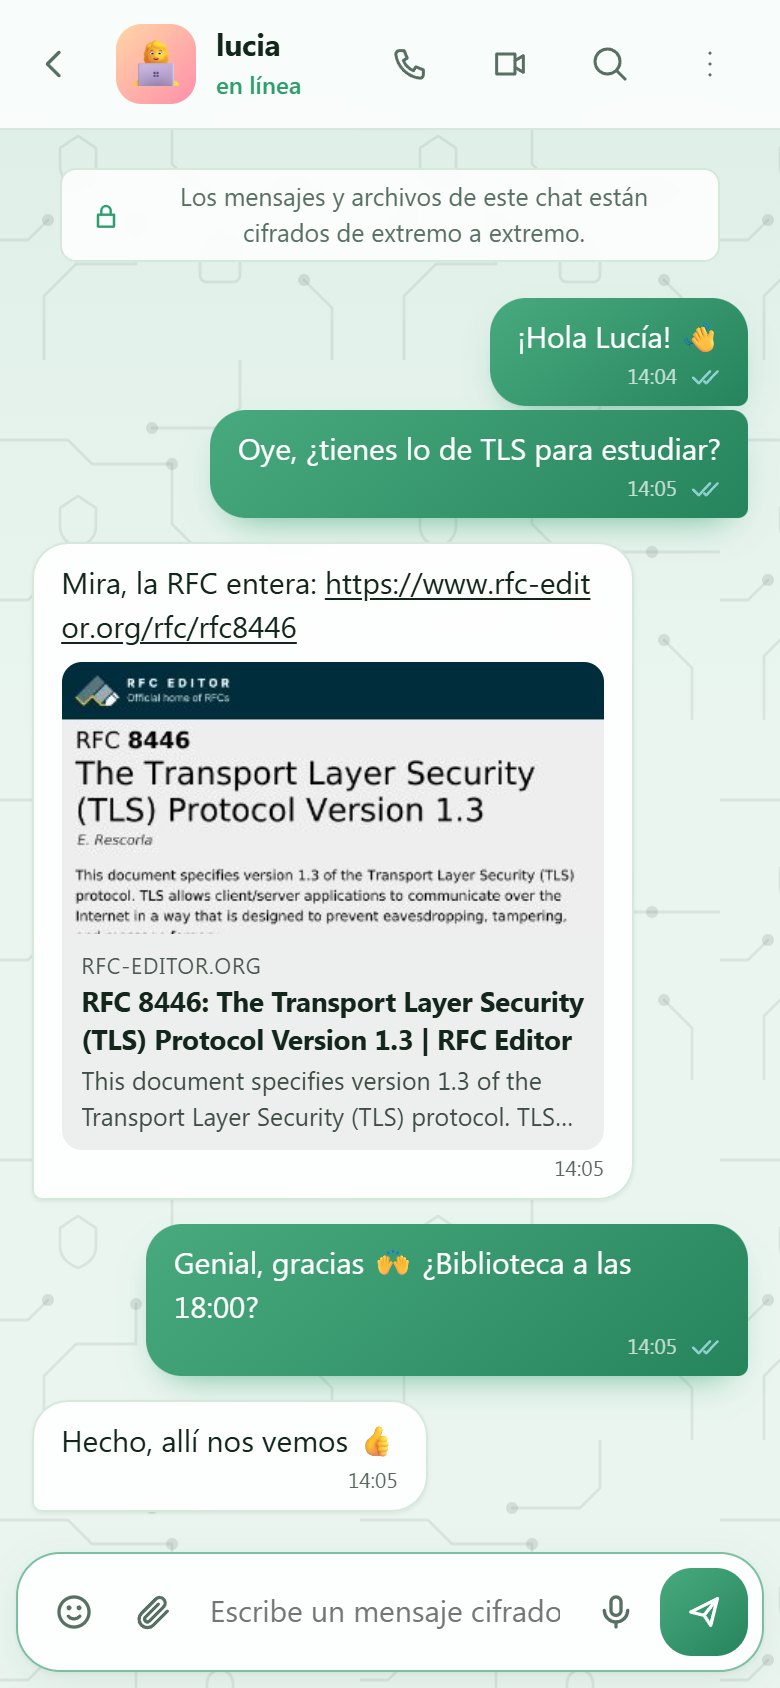 lucia
en línea
Los mensajes y archivos de este chat están
cifrados de extremo a extremo.
¡Hola Lucía! 👋
14:04
Oye, ¿tienes lo de TLS para estudiar?
14:05
Mira, la RFC entera: https://www.rfc-edit
or.org/rfc/rfc8446
RFC EDITOR
Official home of RFCs
RFC 8446
The Transport Layer Security
(TLS) Protocol Version 1.3
E. Rescorla
This document specifies version 1.3 of the Transport Layer Security (TLS)
protocol. TLS allows client/server applications to communicate over the
Internet in a way that is designed to prevent eavesdropping, tampering,
RFC-EDITOR.ORG
RFC 8446: The Transport Layer Security
(TLS) Protocol Version 1.3 | RFC Editor
This document specifies version 1.3 of the
Transport Layer Security (TLS) protocol. TLS...
14:05
Genial, gracias 🙌 ¿Biblioteca a las
18:00?
14:05
Hecho, allí nos vemos 👍
14:05
Escribe un mensaje cifrado